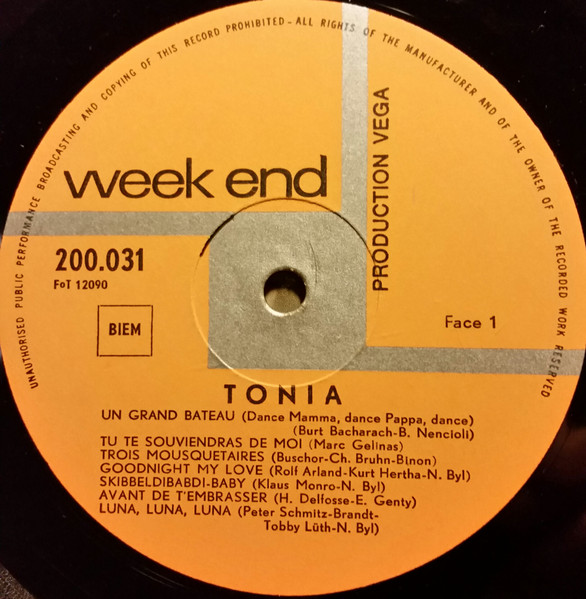 UNAUTHORISED PUBLIC PERFORMANCE BROADCASTING AND COPYING OF THIS RECORD PROHIBITED - ALL RIGHTS OF THE MANUFACTURER AND OF THE OWNER OF THE RECORDED WORK RESERVED
week end
PRODUCTION VEGA
200.031
FoT 12090
BIEM
Face 1
TONIA
UN GRAND BATEAU (Dance Mamma, dance Pappa, dance)
(Burt Bacharach-B. Nencioli)
TU TE SOUVIENDRAS DE MOI (Marc Gelinas)
TROIS MOUSQUETAIRES (Buschor-Ch. Bruhn-Binon)
GOODNIGHT MY LOVE (Rolf Arland-Kurt Hertha-N. Byl)
SKIBBELDIBABDI-BABY (Klaus Monro-N. Byl)
AVANT DE T'EMBRASSER (H. Delfosse-E. Genty)
LUNA, LUNA, LUNA (Peter Schmitz-Brandt-
Tobby Lüth-N. Byl)